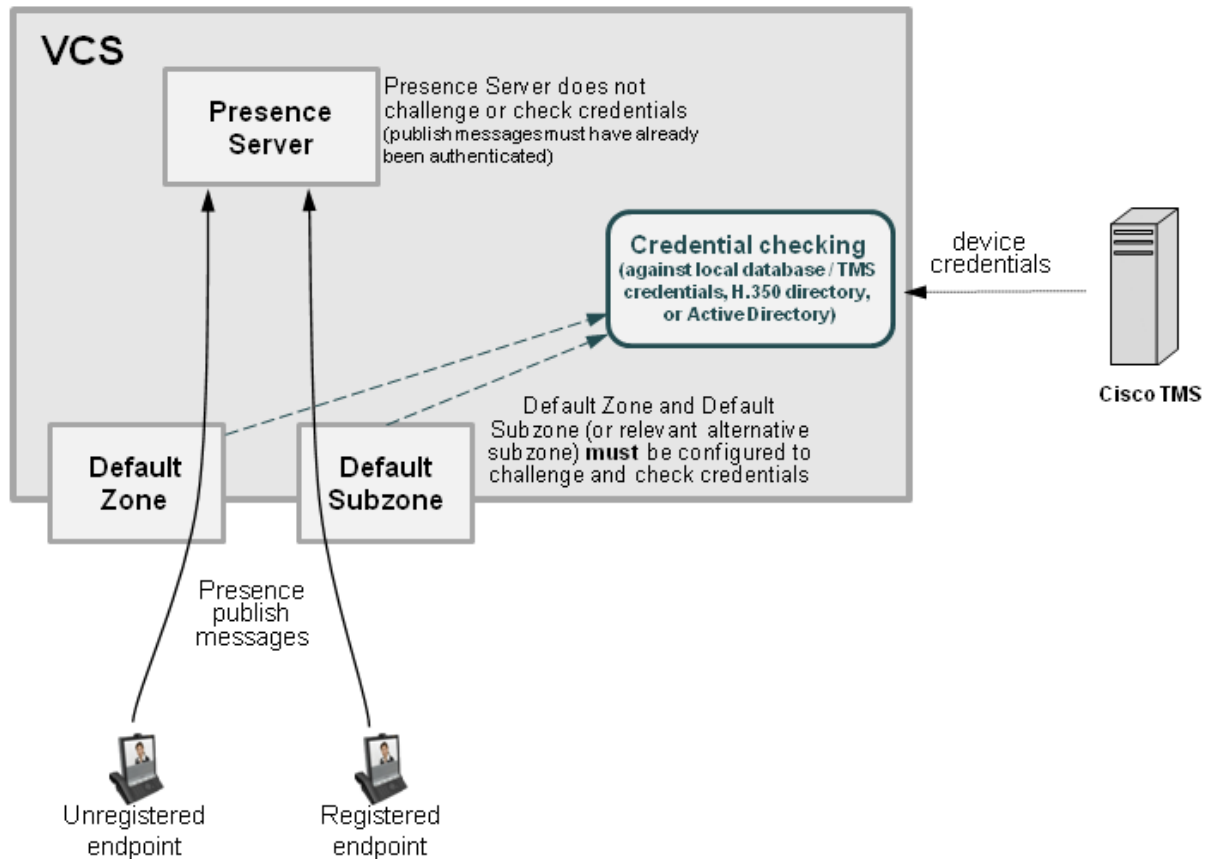 VCS
Presence
Server
Presence Server does not
challenge or check credentials
(publish messages must have already
been authenticated)
Credential checking
(against local database / TMS
credentials, H.350 directory,
or Active Directory)
device
credentials
Cisco TMS
Default Zone and Default
Subzone (or relevant alternative
subzone) must be configured to
challenge and check credentials
Default
Zone
Default
Subzone
Presence
publish
messages
Unregistered
endpoint
Registered
endpoint